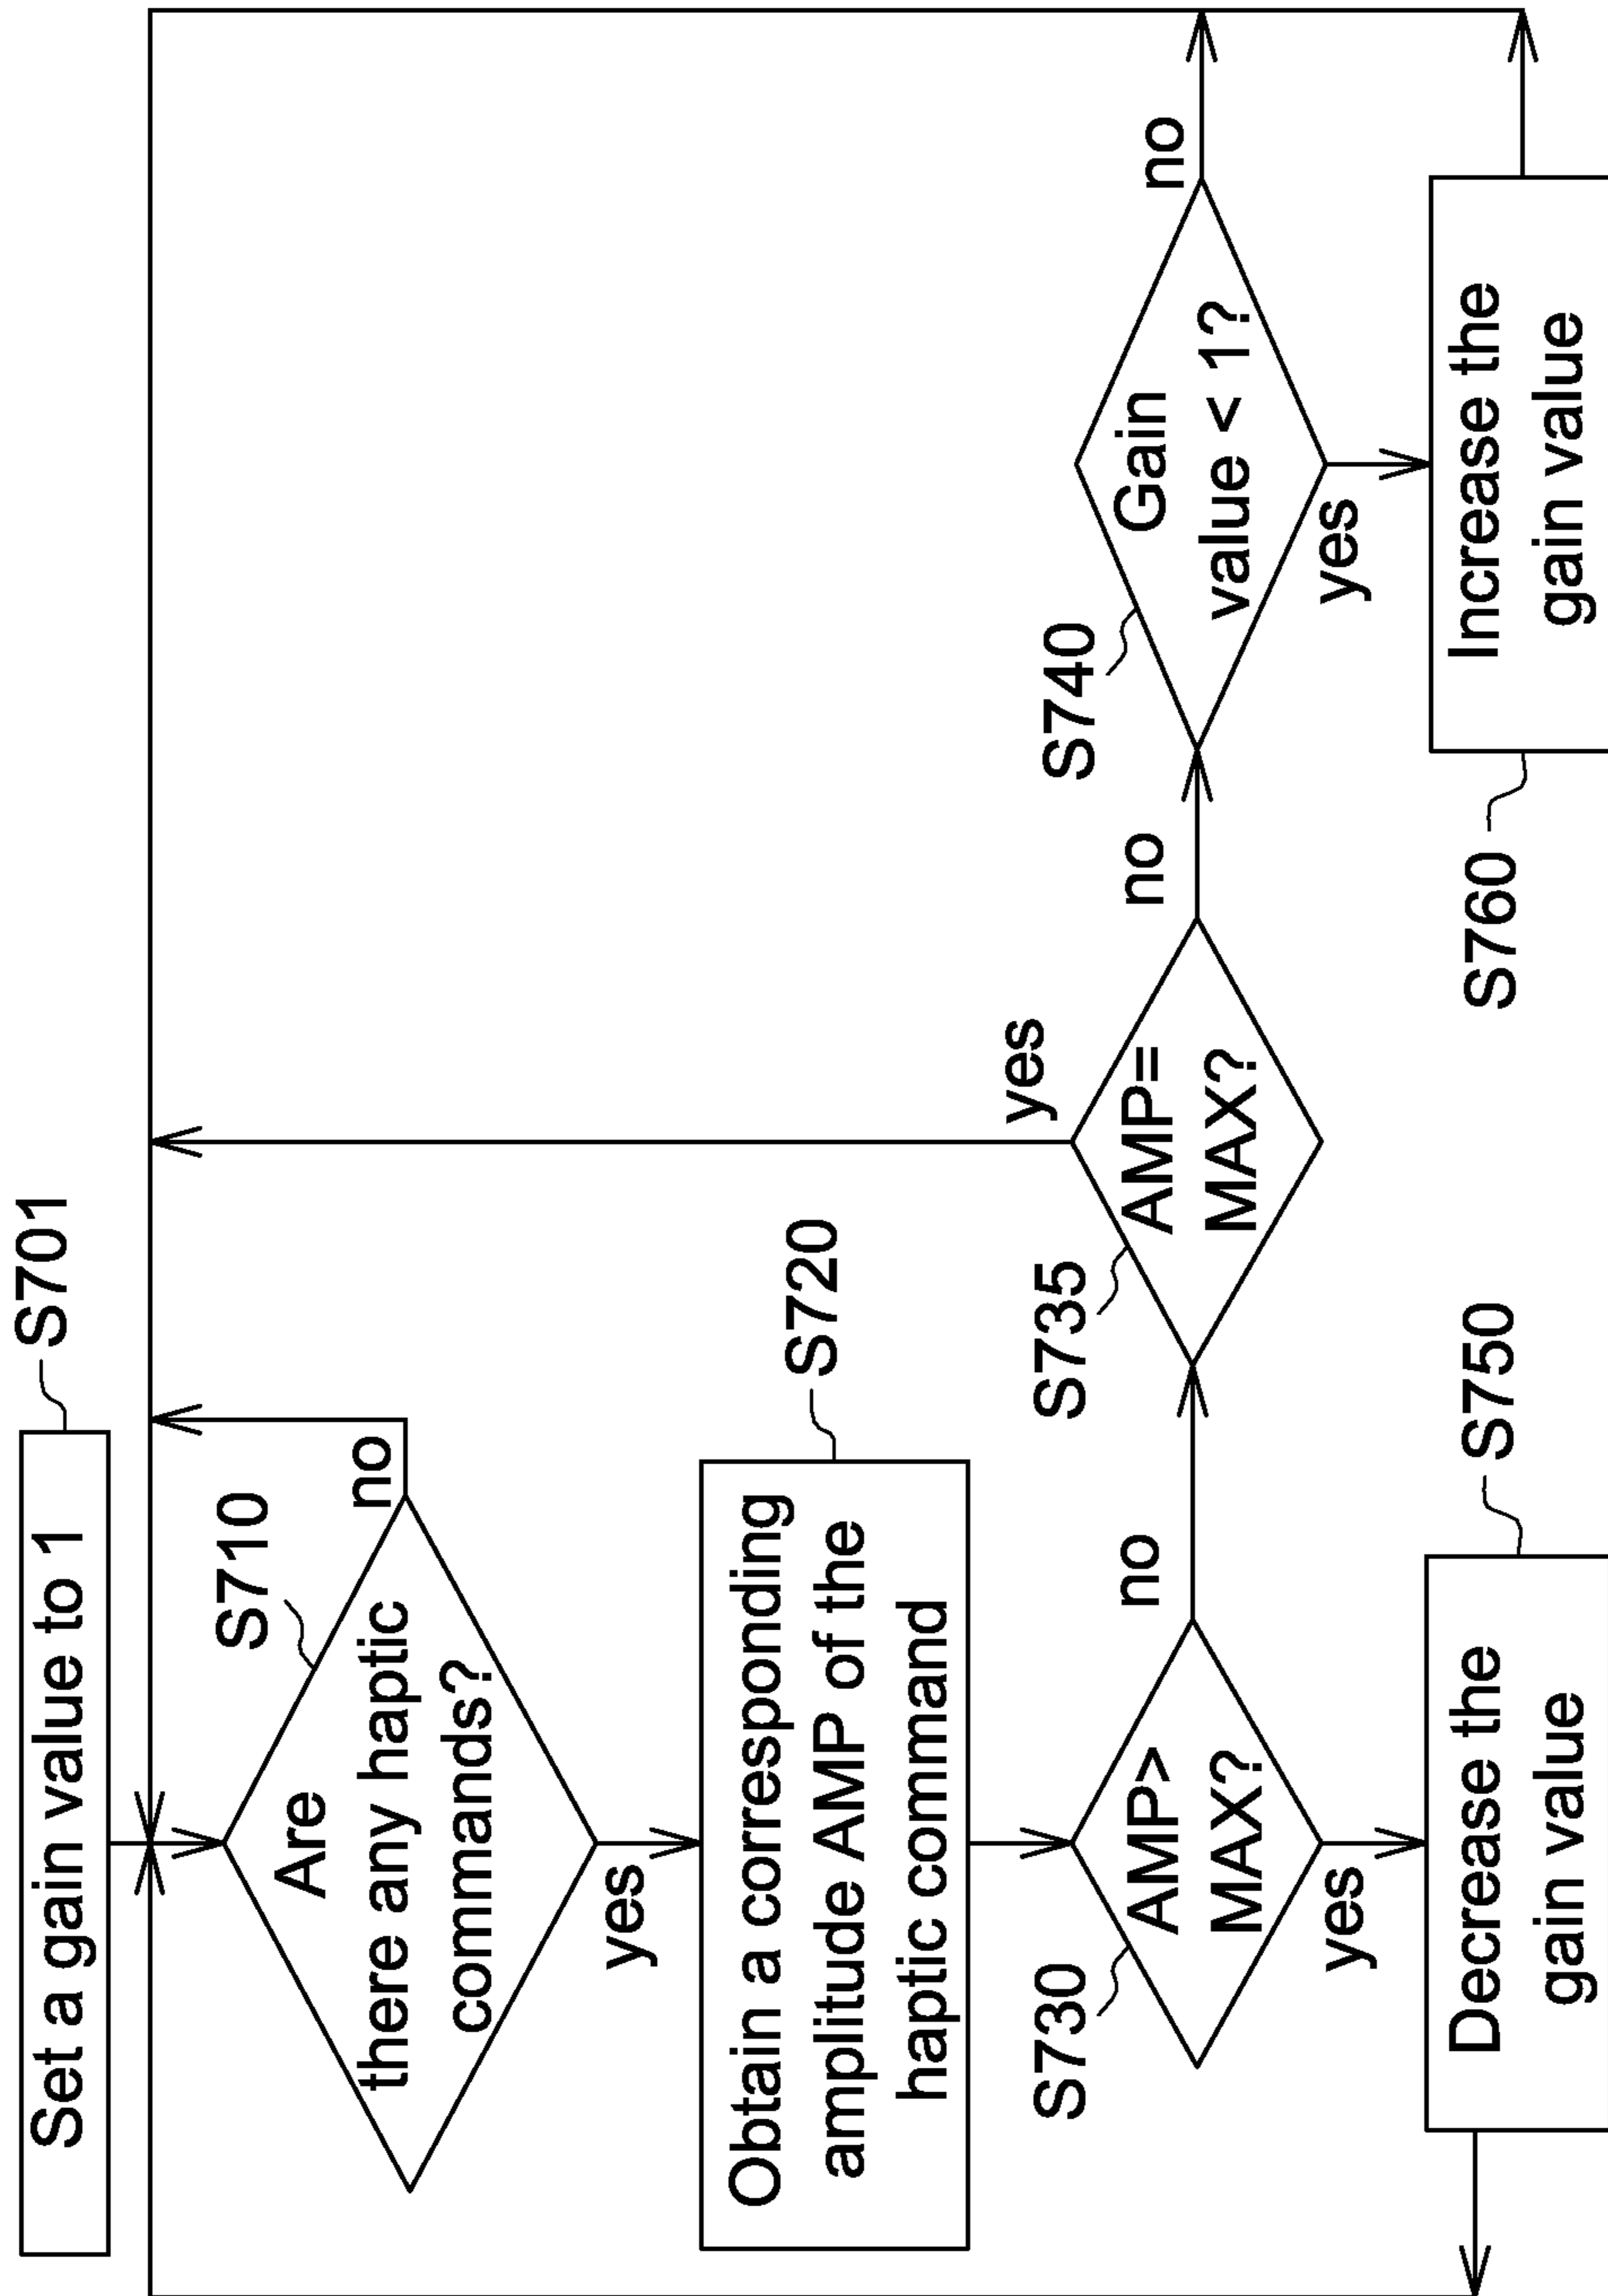 Set a gain value to 1
S701
Are
there any haptic
commands?
S710
no
yes
Obtain a corresponding
amplitude AMP of the
haptic command
S720
S730
AMP>
MAX?
no
yes
S735
AMP=
MAX?
yes
no
S740
Gain
value < 1?
no
yes
Decrease the
gain value
S750
S760
Increase the
gain value